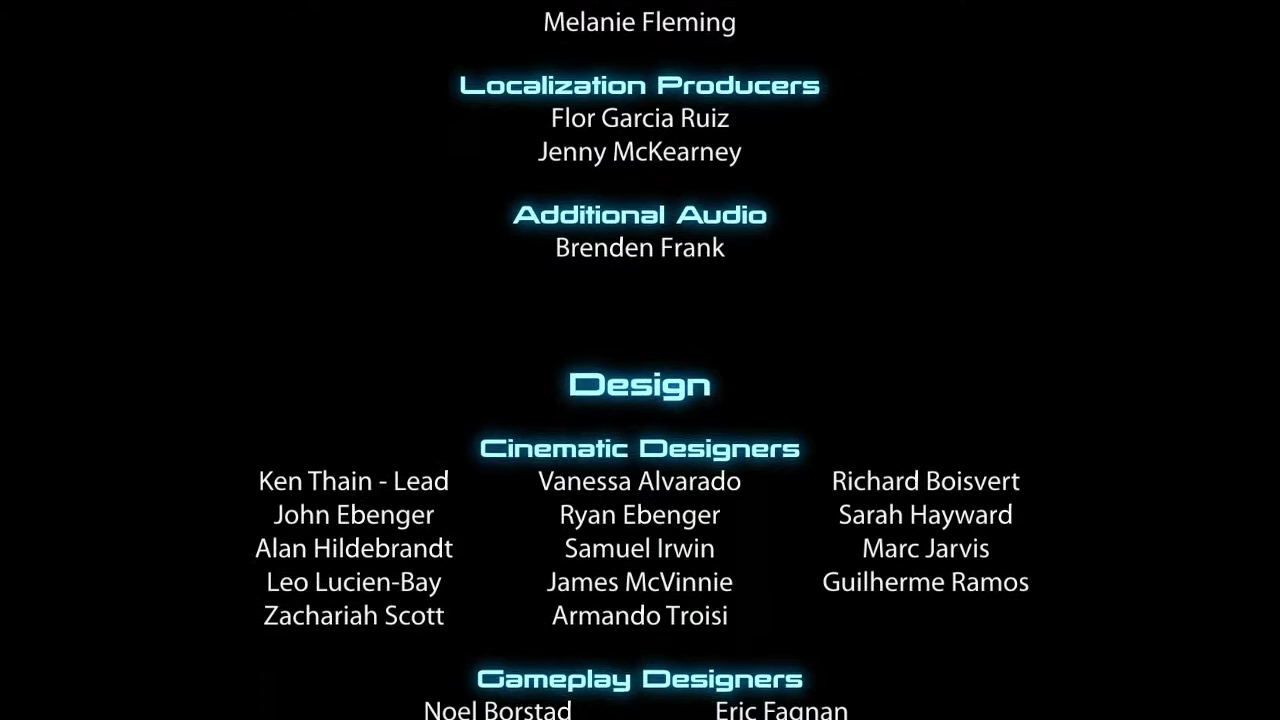 Melanie Fleming
Localization Producers
Flor Garcia Ruiz
Jenny McKearney
Additional Audio
Brenden Frank
Design
Cinematic Designers
Ken Thain - Lead Vanessa Alvarado Richard Boisvert
John Ebenger Ryan Ebenger Sarah Hayward
Alan Hildebrandt Samuel Irwin Marc Jarvis
Leo Lucien-Bay James McVinnie Guilherme Ramos
Zachariah Scott Armando Troisi
Gameplay Designers
Noel Borstad Eric Fagnan